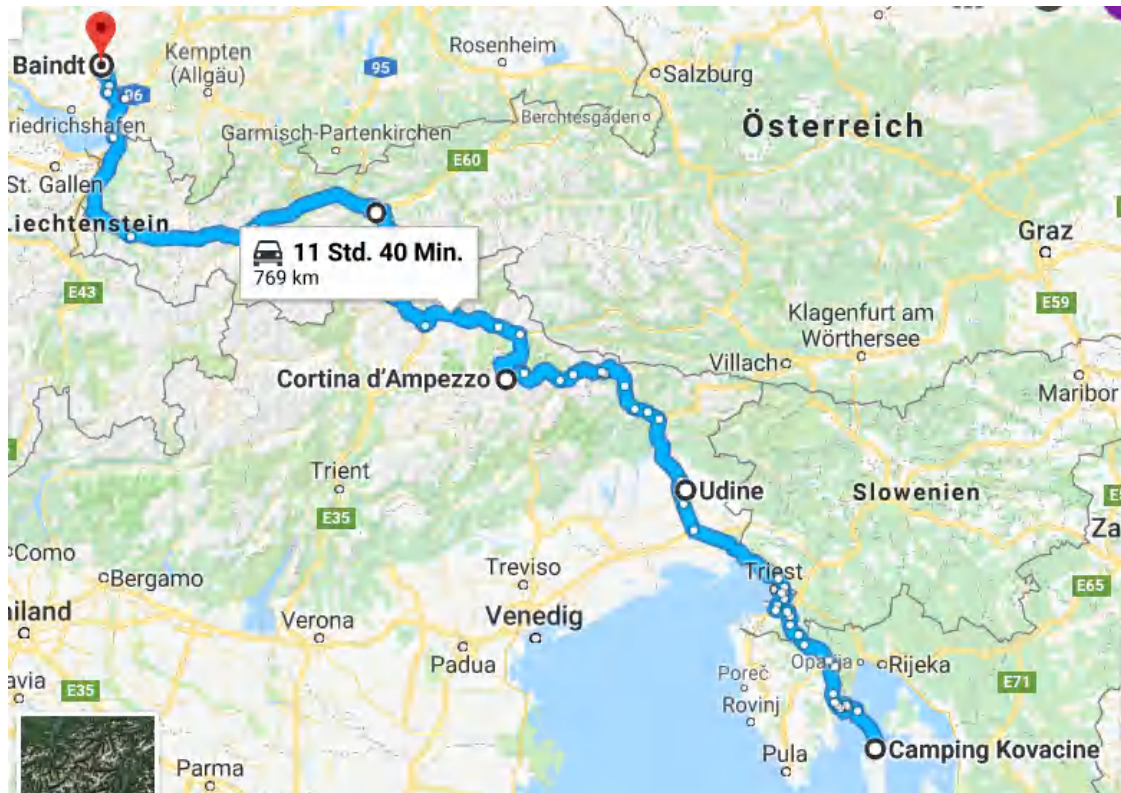 Baindt
Kempten
(Allgäu)
95
96
Rosenheim
Salzburg
riedrichshafen
Garmisch-Partenkirchen
Berchtesgaden
Österreich
E60
St. Gallen
Liechtenstein
11 Std. 40 Min.
769 km
Graz
E43
E59
Klagenfurt am
Wörthersee
Villach
Cortina d'Ampezzo
Maribor
Trient
Udine
Slowenien
E35
Za
Como
Bergamo
Treviso
Triest
E65
ailand
Verona
Venedig
Padua
Opatija
Rijeka
avia
E35
Poreč
E71
Rovinj
Pula
Camping Kovacine
Parma